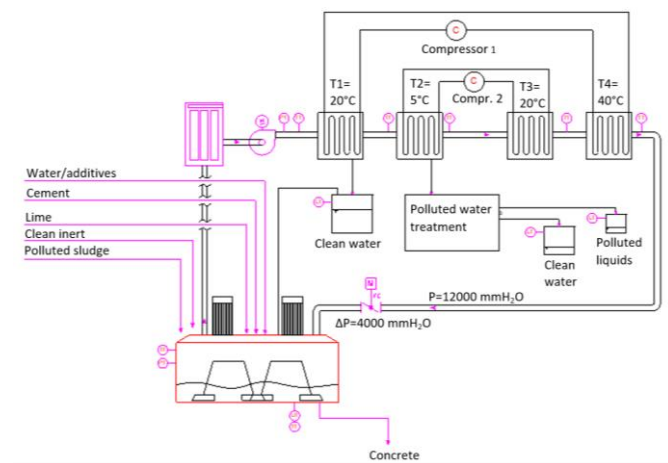 C
Compressor 1
T1=
20°C
T2=
5°C
C
Compr. 2
T3=
20°C
T4=
40°C
Water/additives
Cement
Lime
Clean inert
Polluted sludge
Clean water
Polluted water
treatment
Clean
water
Polluted
liquids
P=12000 mmH₂O
ΔP=4000 mmH₂O
Concrete